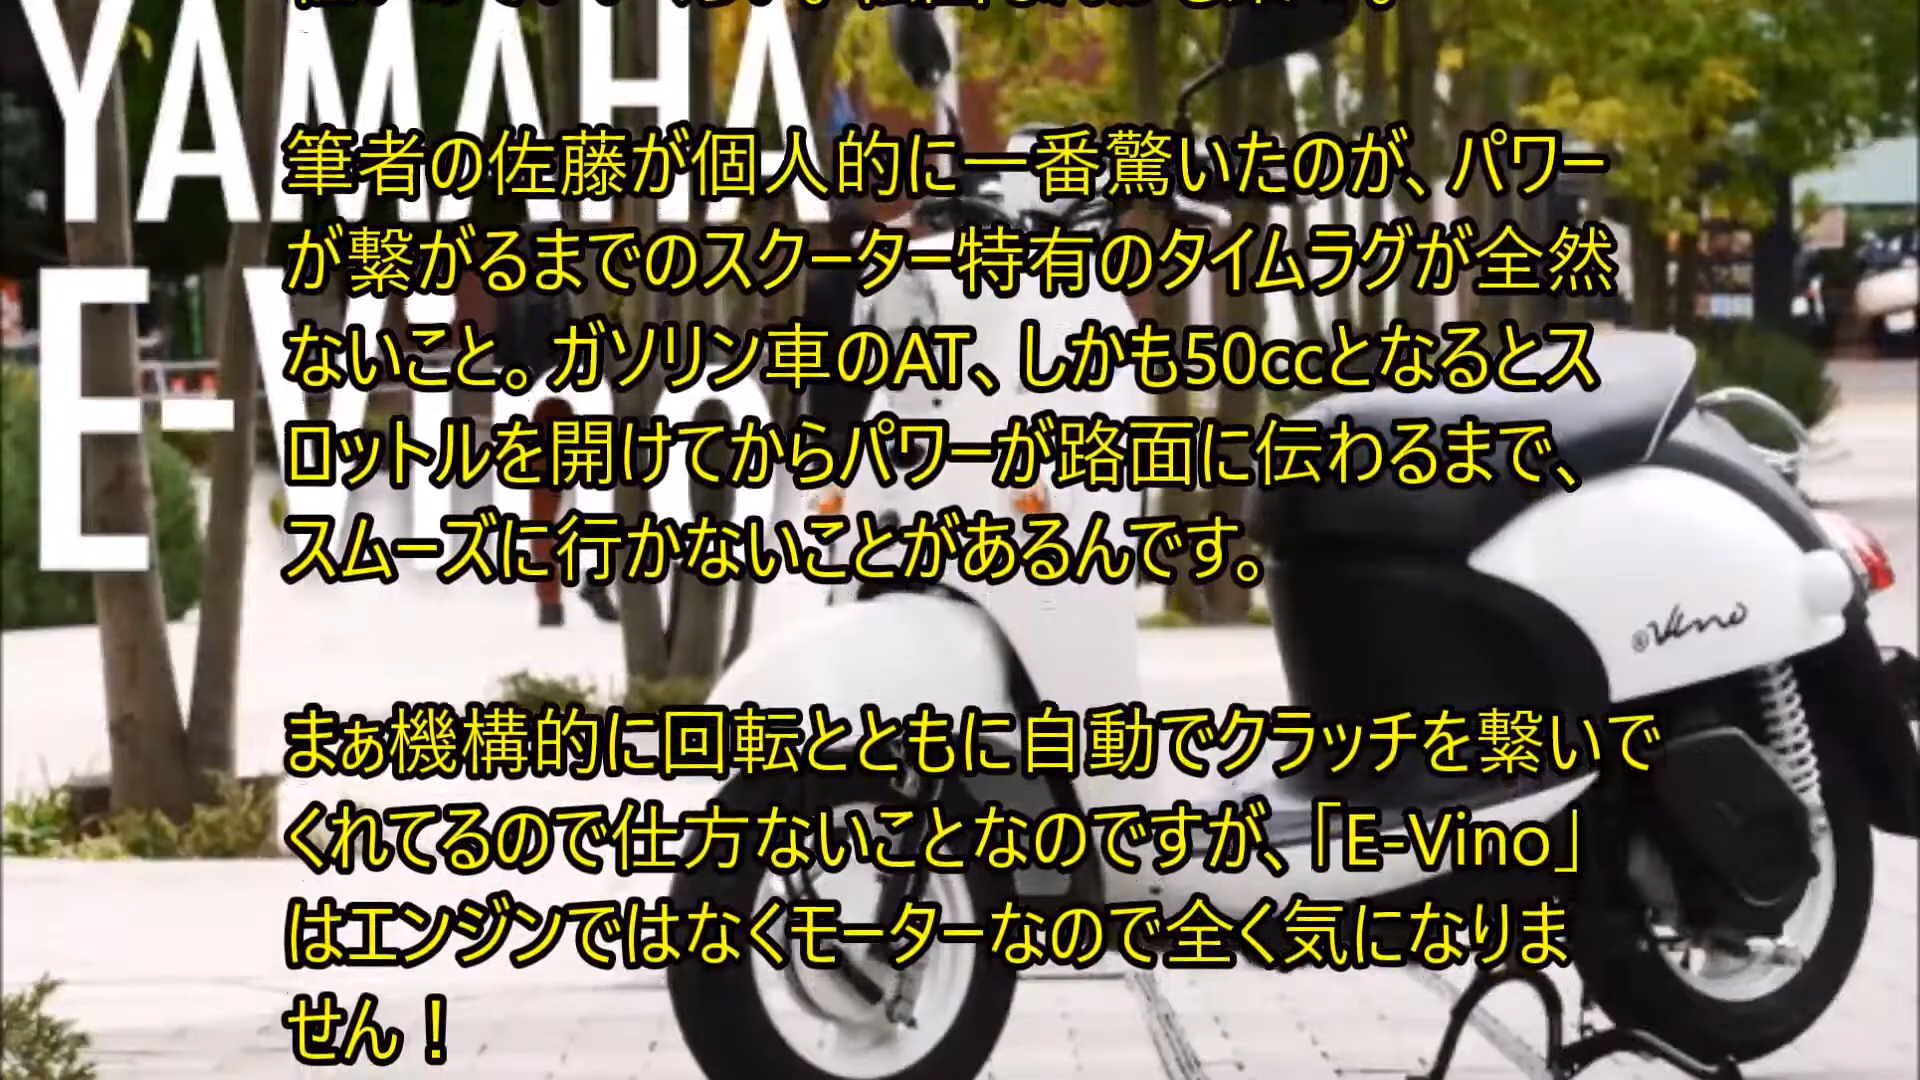 YAMAHA
E-Vino
筆者の佐藤が個人的に一番驚いたのが、パワー
が繋がるまでのスクーター特有のタイムラグが全然
ないこと。ガソリン車のAT、しかも50ccとなるとス
ロットルを開けてからパワーが路面に伝わるまで、
スムーズに行かないことがあるんです。
まぁ機構的に回転とともに自動でクラッチを繋いで
くれてるので仕方ないことなのですが、「E-Vino」
はエンジンではなくモーターなので全く気になりま
せん！
Vino